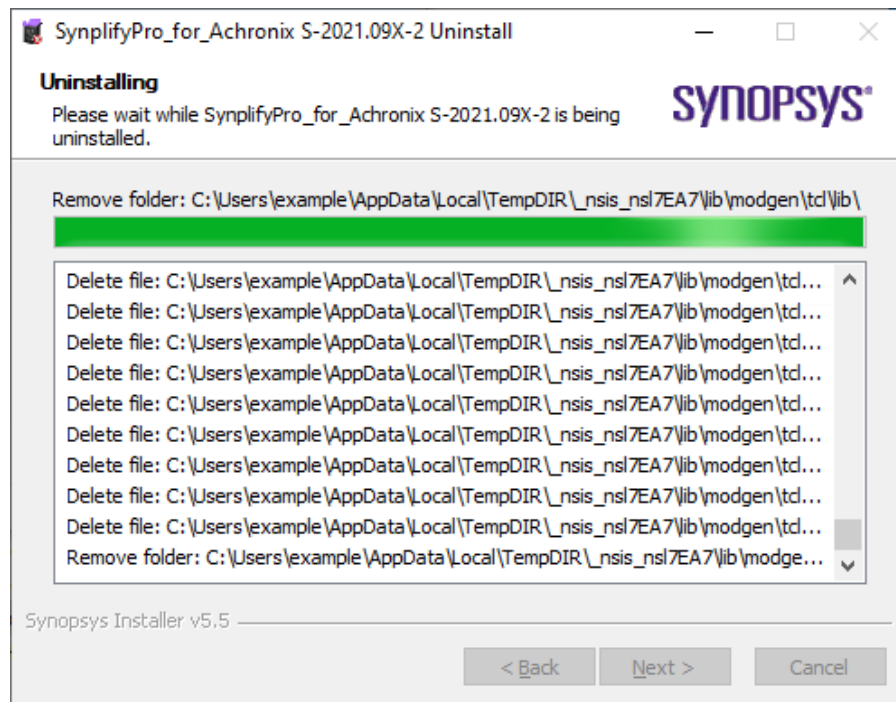 SynplifyPro_for_Achronix S-2021.09X-2 Uninstall
Uninstalling
Please wait while SynplifyPro_for_Achronix S-2021.09X-2 is being
uninstalled.
SYNOPSYS®
Remove folder: C:\Users\example\AppData\Local\TempDIR\_nsis_nsl7EA7\lib\modgen\tcl\lib\
Delete file: C:\Users\example\AppData\Local\TempDIR\_nsis_nsl7EA7\lib\modgen\tcl...
Delete file: C:\Users\example\AppData\Local\TempDIR\_nsis_nsl7EA7\lib\modgen\tcl...
Delete file: C:\Users\example\AppData\Local\TempDIR\_nsis_nsl7EA7\lib\modgen\tcl...
Delete file: C:\Users\example\AppData\Local\TempDIR\_nsis_nsl7EA7\lib\modgen\tcl...
Delete file: C:\Users\example\AppData\Local\TempDIR\_nsis_nsl7EA7\lib\modgen\tcl...
Delete file: C:\Users\example\AppData\Local\TempDIR\_nsis_nsl7EA7\lib\modgen\tcl...
Delete file: C:\Users\example\AppData\Local\TempDIR\_nsis_nsl7EA7\lib\modgen\tcl...
Delete file: C:\Users\example\AppData\Local\TempDIR\_nsis_nsl7EA7\lib\modgen\tcl...
Delete file: C:\Users\example\AppData\Local\TempDIR\_nsis_nsl7EA7\lib\modgen\tcl...
Remove folder: C:\Users\example\AppData\Local\TempDIR\_nsis_nsl7EA7\lib\modge...
Synopsys Installer v5.5
< Back Next > Cancel